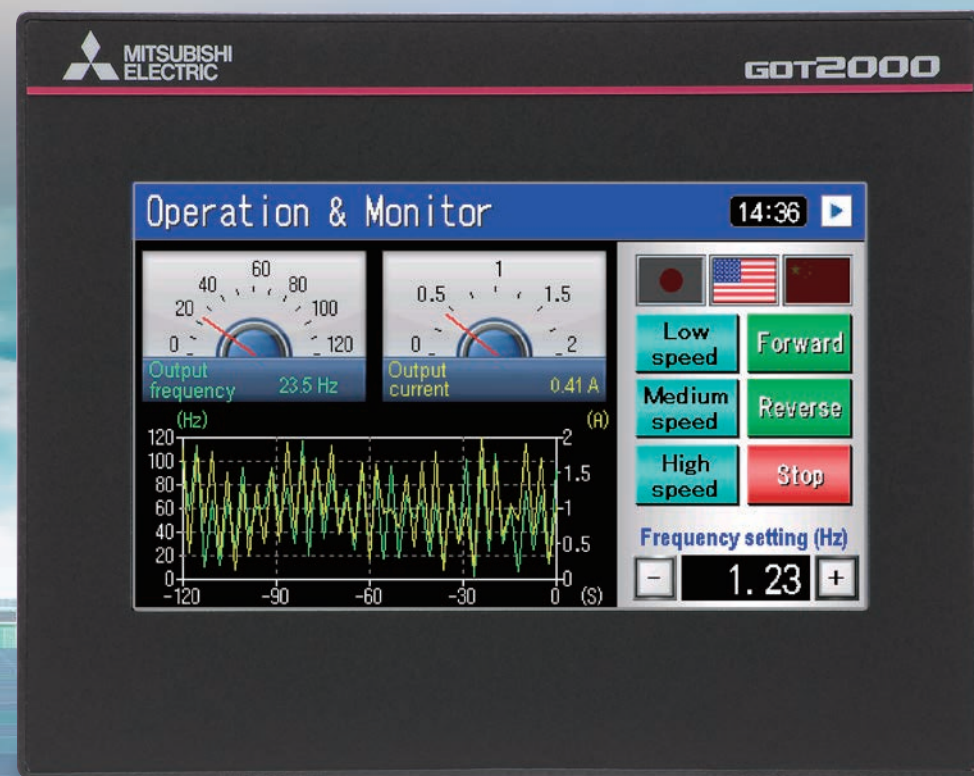 MITSUBISHI
ELECTRIC
GOT2000
Operation & Monitor
14:36
0
20
40
60
80
100
120
Output
frequency
23.5 Hz
0
0.5
1
1.5
2
Output
current
0.41 A
(Hz)
(A)
120
100
80
60
40
20
0
2
1.5
1
0.5
0
-120
-90
-60
-30
0
(S)
Low
speed
Forward
Medium
speed
Reverse
High
speed
Stop
Frequency setting (Hz)
-
1.23
+